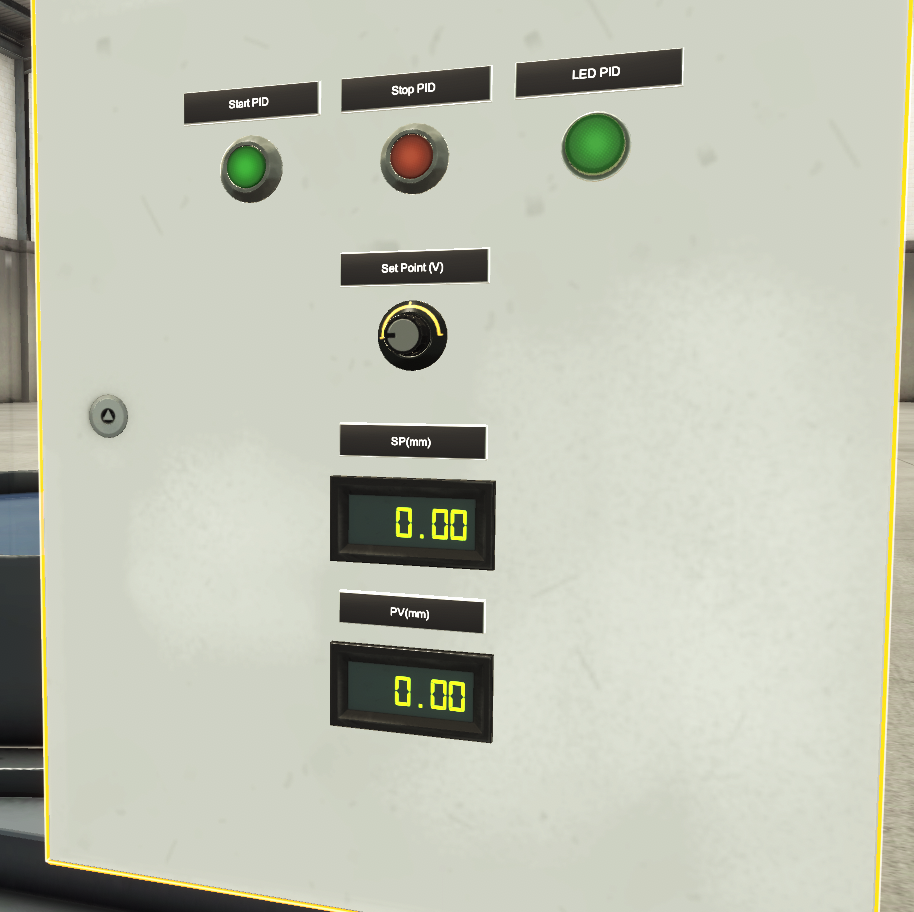 Start PID
Stop PID
LED PID
Set Point (V)
SP(mm)
0.00
PV(mm)
0.00